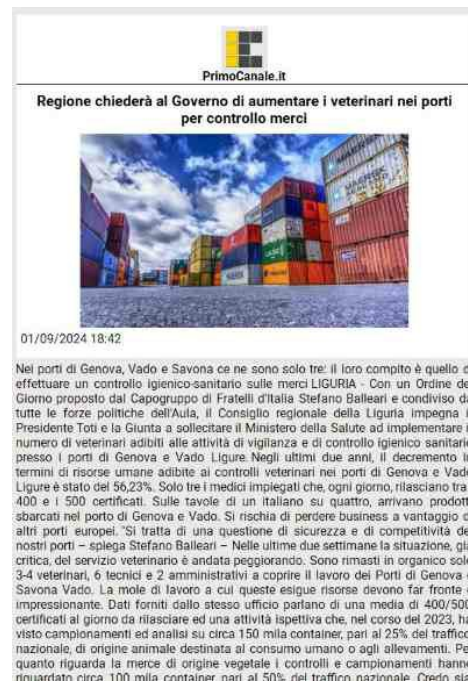 PrimoCanale.it
Regione chiederà al Governo di aumentare i veterinari nei porti
per controllo merci
01/09/2024 18:42
Nei porti di Genova, Vado e Savona ce ne sono solo tre: il loro compito è quello d
effettuare un controllo igienico-sanitario sulle merci LIGURIA - Con un Ordine de
Giorno proposto dal Capogruppo di Fratelli d'Italia Stefano Balleari e condiviso da
tutte le forze politiche dell'Aula, il Consiglio regionale della Liguria impegna i
Presidente Toti e la Giunta a sollecitare il Ministero della Salute ad implementare i
numero di veterinari adibiti alle attività di vigilanza e di controllo igienico sanitario
presso i porti di Genova e Vado Ligure. Negli ultimi due anni, il decremento i
termini di risorse umane adibite ai controlli veterinari nei porti di Genova e Vado
Ligure è stato del 56,23%. Solo tre i medici impiegati che, ogni giorno, rilasciano tra
400 e i 500 certificati. Sulle tavole di un italiano su quattro, arrivano prodott
sbarcati nel porto di Genova e Vado. Si rischia di perdere business a vantaggio d
altri porti europei. "Si tratta di una questione di sicurezza e di competitività de
nostri porti – spiega Stefano Balleari – Nelle ultime due settimane la situazione, già
critica, del servizio veterinario è andata peggiorando. Sono rimasti in organico solo
3-4 veterinari, 6 tecnici e 2 amministrativi a coprire il lavoro dei Porti di Genova e
Savona Vado. La mole di lavoro a cui queste esigue risorse devono far fronte è
impressionante. Dati forniti dallo stesso ufficio parlano di una media di 400/500
certificati al giorno da rilasciare ed una attività ispettiva che, nel corso del 2023, ha
visto campionamenti ed analisi su circa 150 mila container, pari al 25% del traffico
nazionale, di origine animale destinata al consumo umano o agli allevamenti. Pe
quanto riguarda la merce di origine vegetale i controlli e campionamenti hanno
riguardato circa 100 mila container, pari al 50% del traffico nazionale. Credo sia